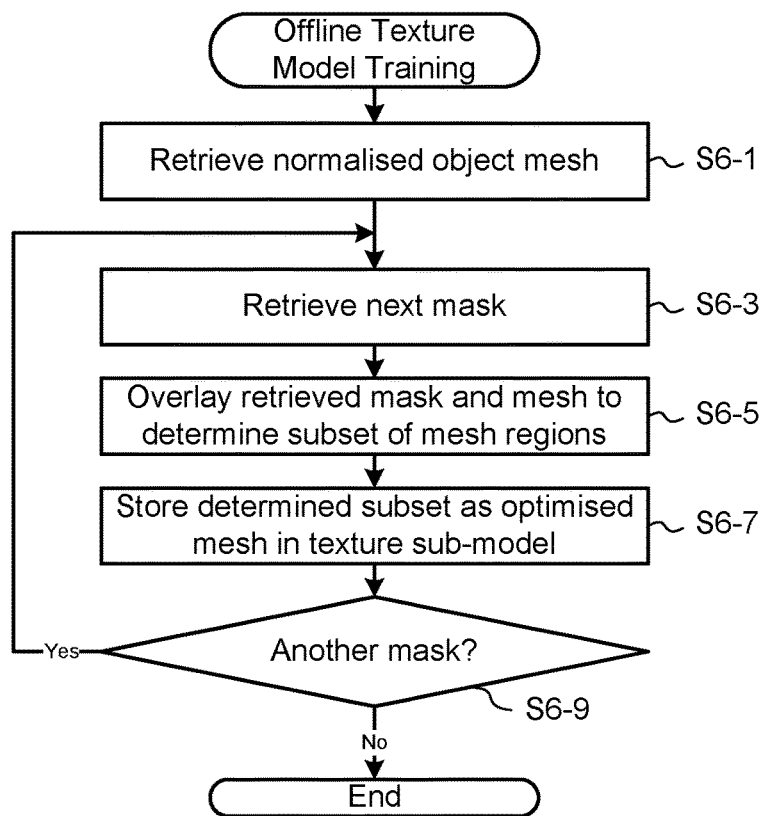 Offline Texture
Model Training
Retrieve normalised object mesh
S6-1
Retrieve next mask
S6-3
Overlay retrieved mask and mesh to
determine subset of mesh regions
S6-5
Store determined subset as optimised
mesh in texture sub-model
S6-7
Another mask?
Yes
S6-9
No
End